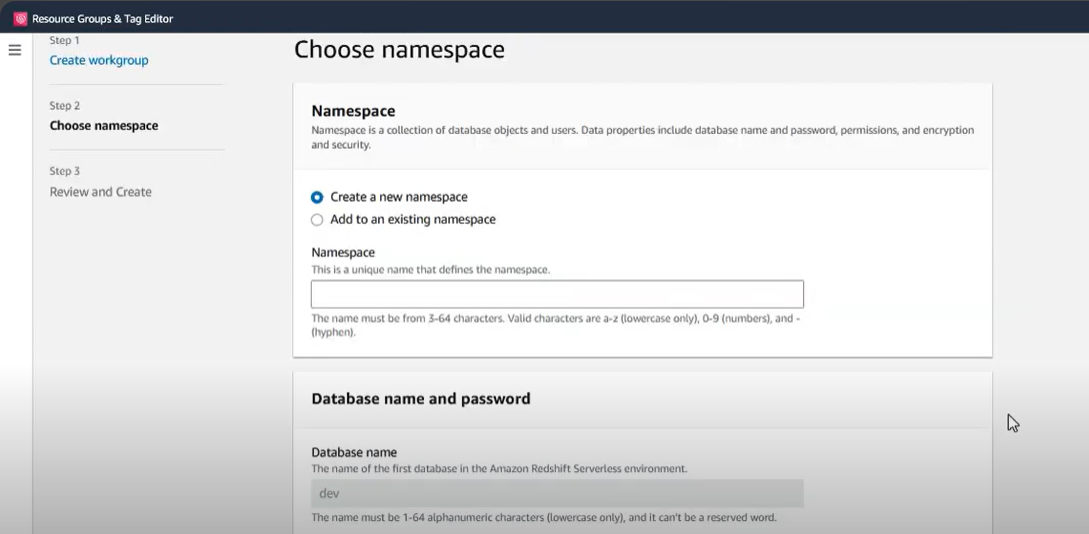 Resource Groups & Tag Editor
Step 1
Create workgroup
Step 2
Choose namespace
Step 3
Review and Create
Choose namespace
Namespace
Namespace is a collection of database objects and users. Data properties include database name and password, permissions, and encryption
and security.
Create a new namespace
Add to an existing namespace
Namespace
This is a unique name that defines the namespace.
The name must be from 3-64 characters. Valid characters are a-z (lowercase only), 0-9 (numbers), and -
(hyphen).
Database name and password
Database name
The name of the first database in the Amazon Redshift Serverless environment.
dev
The name must be 1-64 alphanumeric characters (lowercase only), and it can't be a reserved word.